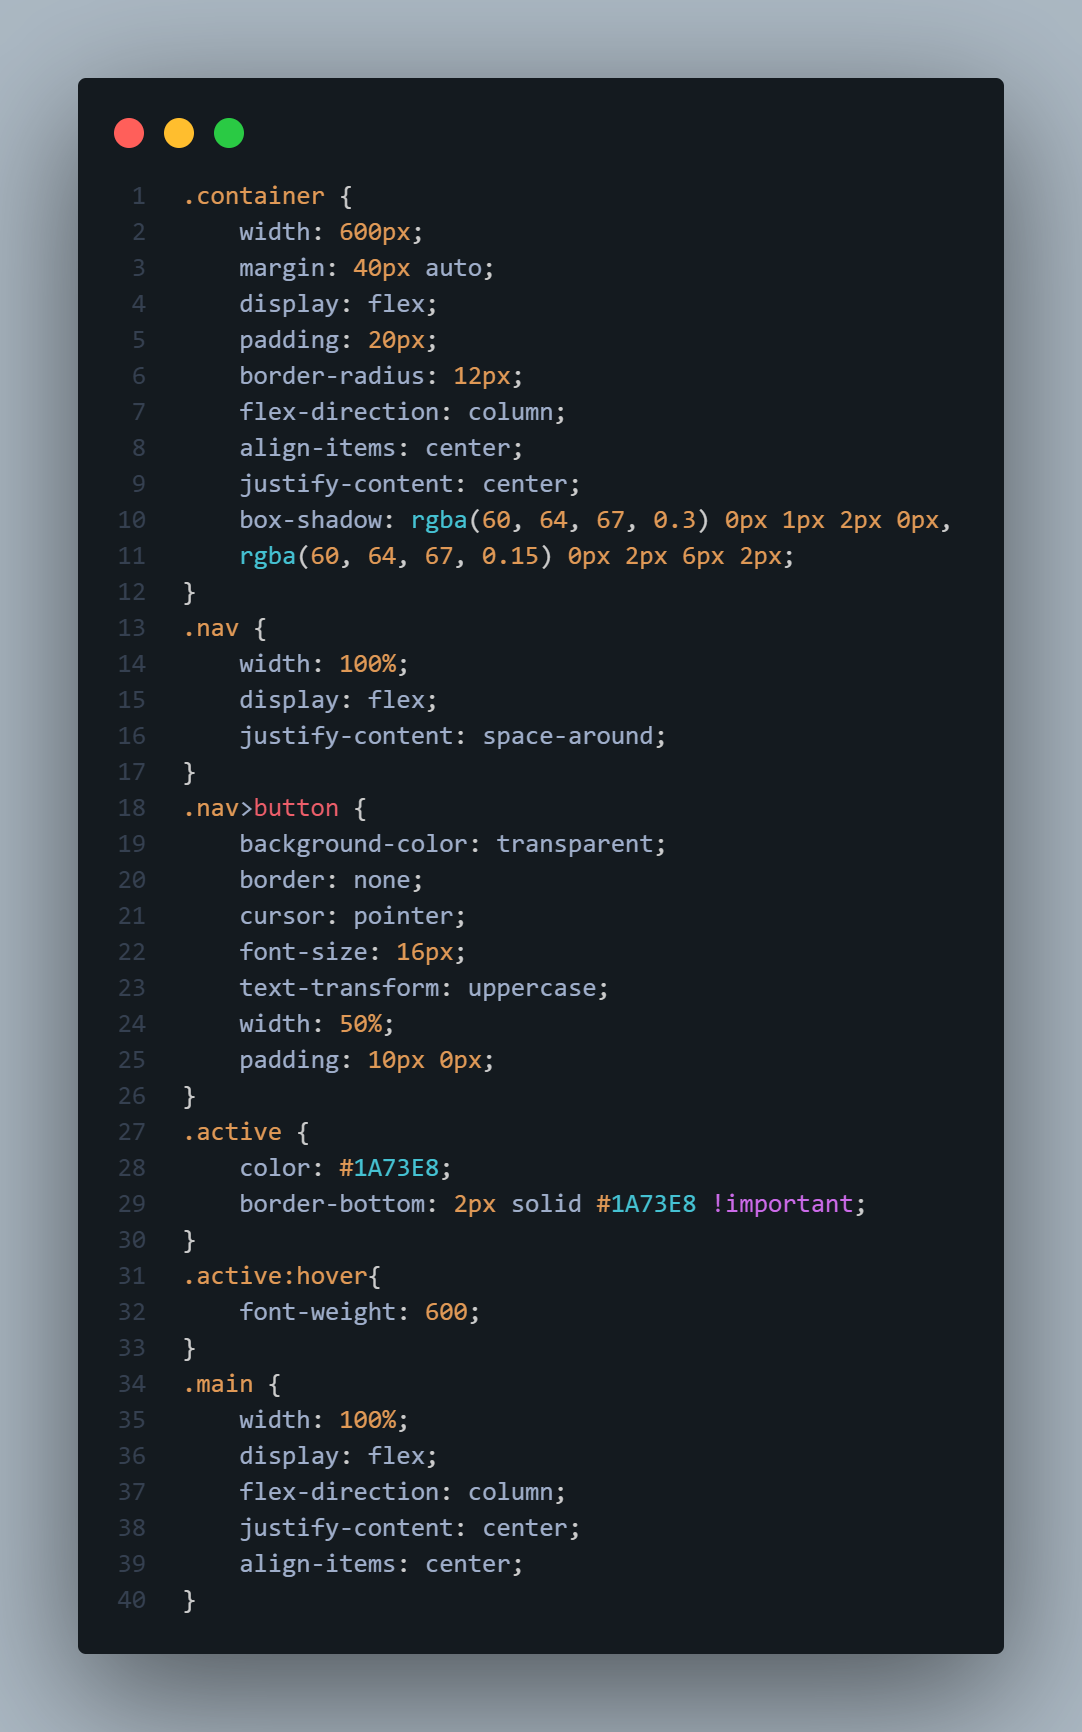 1 .container {
2     width: 600px;
3     margin: 40px auto;
4     display: flex;
5     padding: 20px;
6     border-radius: 12px;
7     flex-direction: column;
8     align-items: center;
9     justify-content: center;
10     box-shadow: rgba(60, 64, 67, 0.3) 0px 1px 2px 0px,
11     rgba(60, 64, 67, 0.15) 0px 2px 6px 2px;
12 }
13 .nav {
14     width: 100%;
15     display: flex;
16     justify-content: space-around;
17 }
18 .nav>button {
19     background-color: transparent;
20     border: none;
21     cursor: pointer;
22     font-size: 16px;
23     text-transform: uppercase;
24     width: 50%;
25     padding: 10px 0px;
26 }
27 .active {
28     color: #1A73E8;
29     border-bottom: 2px solid #1A73E8 !important;
30 }
31 .active:hover{
32     font-weight: 600;
33 }
34 .main {
35     width: 100%;
36     display: flex;
37     flex-direction: column;
38     justify-content: center;
39     align-items: center;
40 }